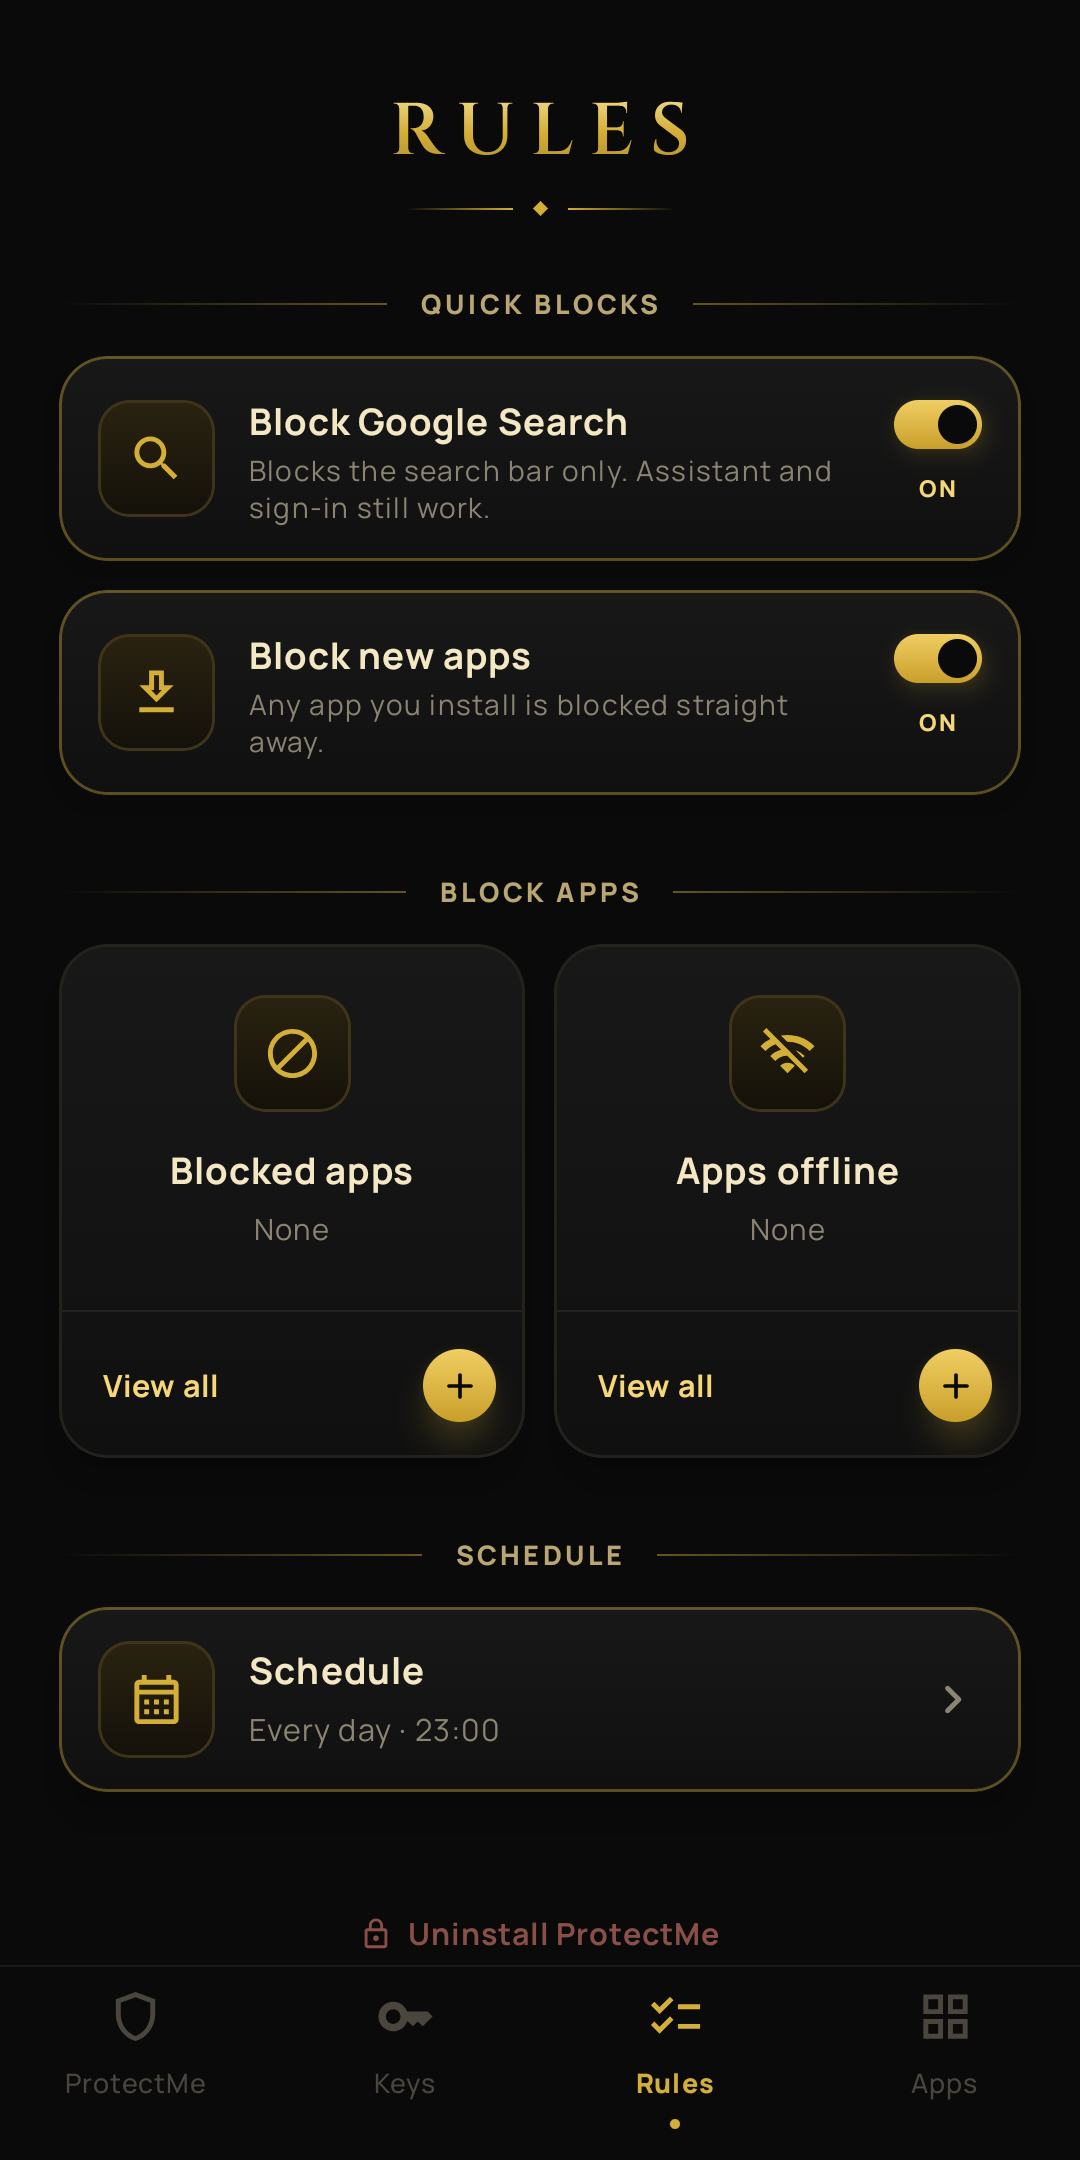 RULES
QUICK BLOCKS
Block Google Search
Blocks the search bar only. Assistant and
sign-in still work.
ON
Block new apps
Any app you install is blocked straight
away.
ON
BLOCK APPS
Blocked apps
None
View all
Apps offline
None
View all
SCHEDULE
Schedule
Every day · 23:00
Uninstall ProtectMe
ProtectMe
Keys
Rules
Apps